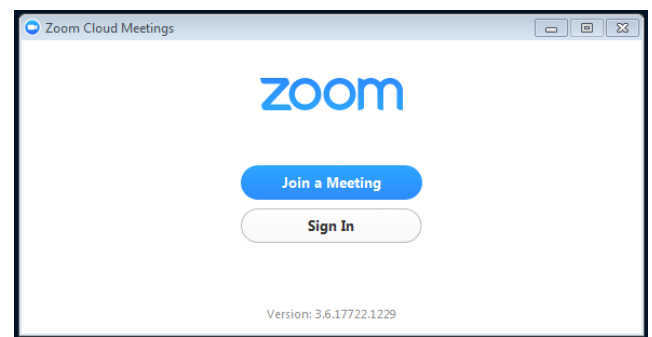 Zoom Cloud Meetings
zoom
Join a Meeting
Sign In
Version: 3.6.17722.1229